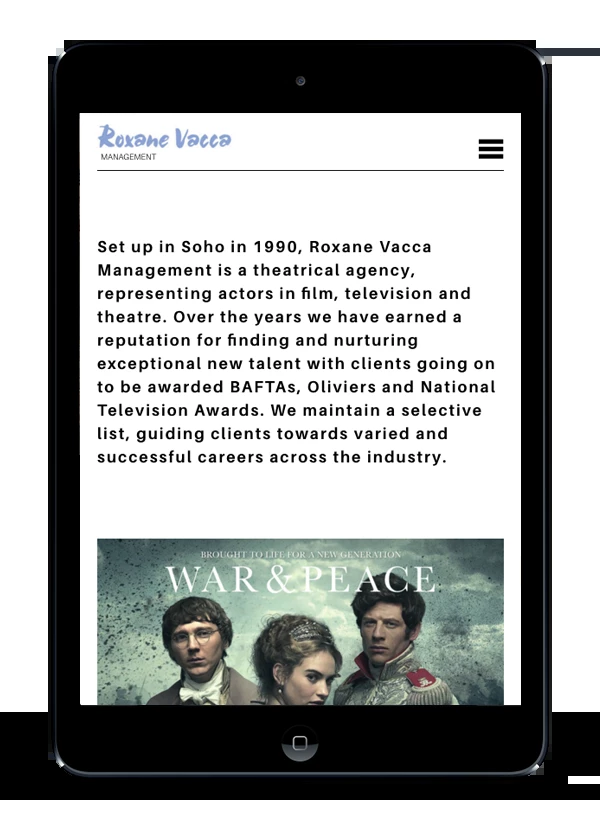 Roxane Vacca
MANAGEMENT
Set up in Soho in 1990, Roxane Vacca
Management is a theatrical agency,
representing actors in film, television and
theatre. Over the years we have earned a
reputation for finding and nurturing
exceptional new talent with clients going on
to be awarded BAFTAs, Oliviers and National
Television Awards. We maintain a selective
list, guiding clients towards varied and
successful careers across the industry.
BROUGHT TO LIFE FOR A NEW GENERATION
WAR & PEACE